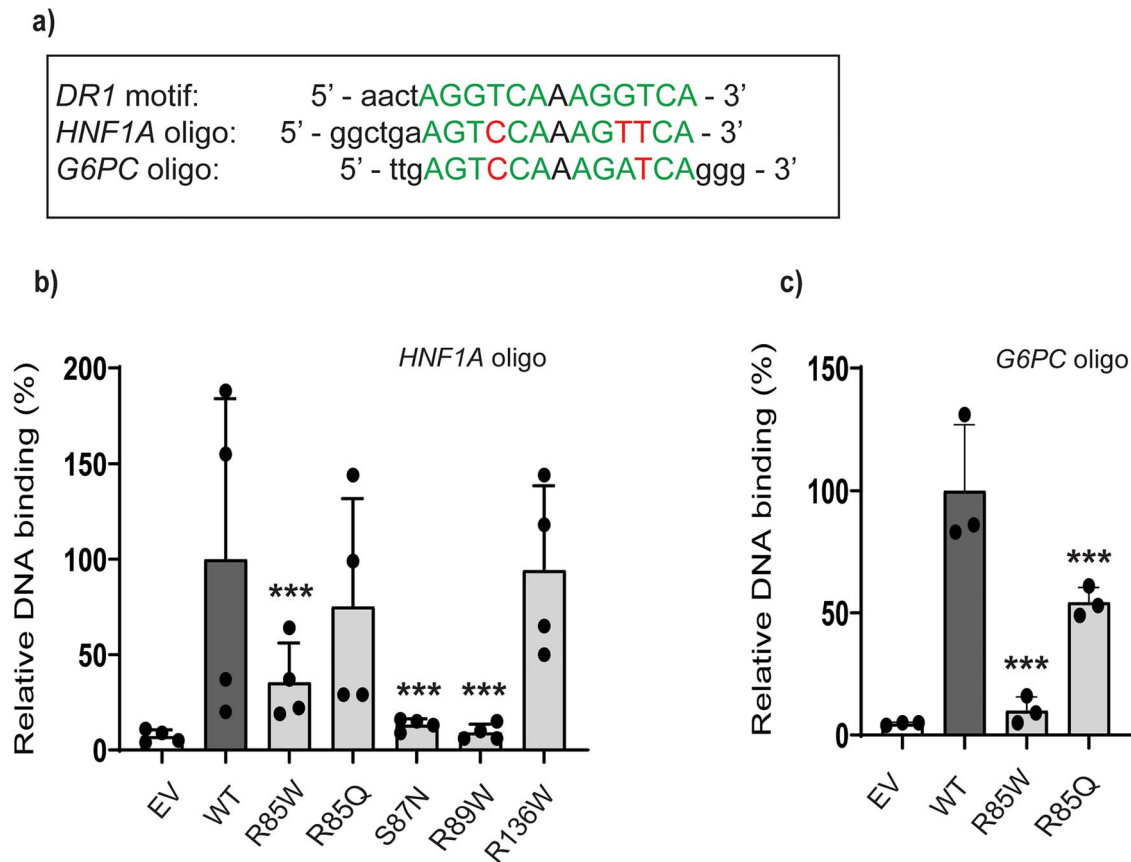 a)
DR1 motif: 5’ - aactAGGTCAAAGGTCA - 3’
HNF1A oligo: 5’ - ggctgaAGTCCAAAGTTCA - 3’
G6PC oligo: 5’ - ttgAGTCCAAAGATCAggg - 3’
b)
HNF1A oligo
Relative DNA binding (%)
200
150
100
50
0
***
***
***
EV
WT
R85W
R85Q
S87N
R89W
R136W
c)
G6PC oligo
Relative DNA binding (%)
150
100
50
0
***
***
EV
WT
R85W
R85Q